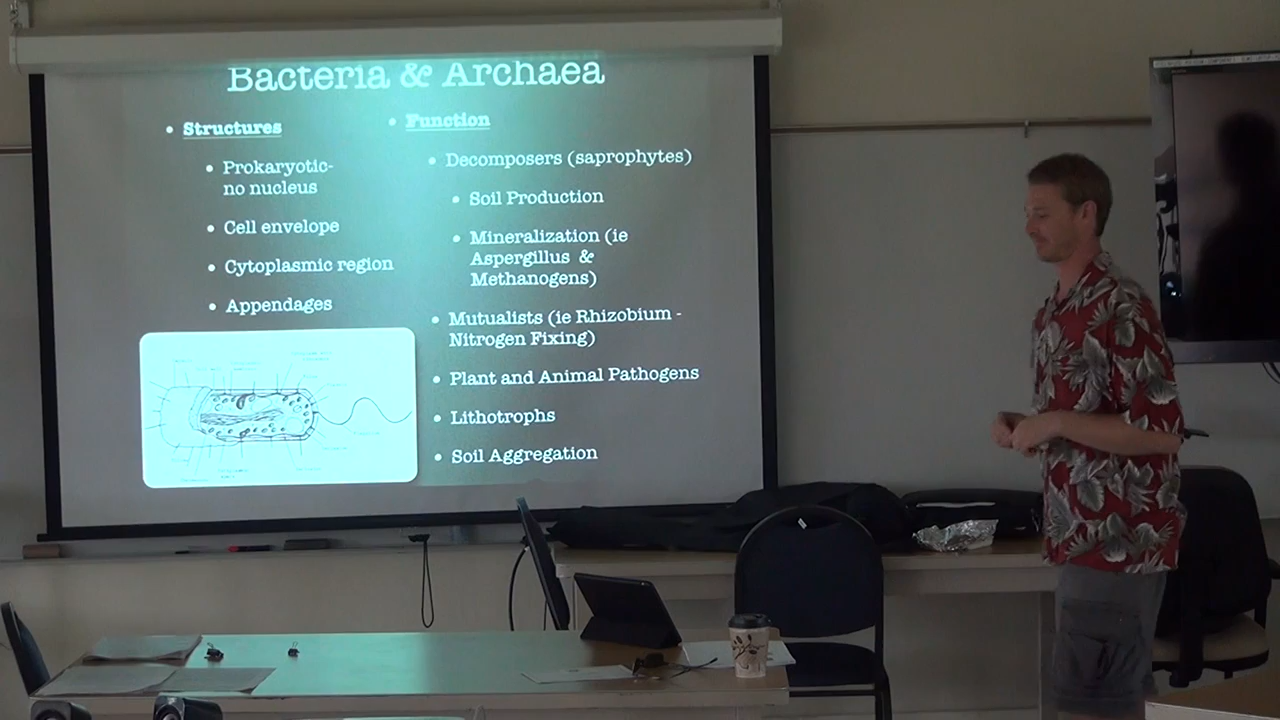 Bacteria & Archaea
• Structures
• Prokaryotic-
no nucleus
• Cell envelope
• Cytoplasmic region
• Appendages
• Function
• Decomposers (saprophytes)
• Soil Production
• Mineralization (ie
Aspergillus &
Methanogens)
• Mutualists (ie Rhizobium -
Nitrogen Fixing)
• Plant and Animal Pathogens
• Lithotrophs
• Soil Aggregation